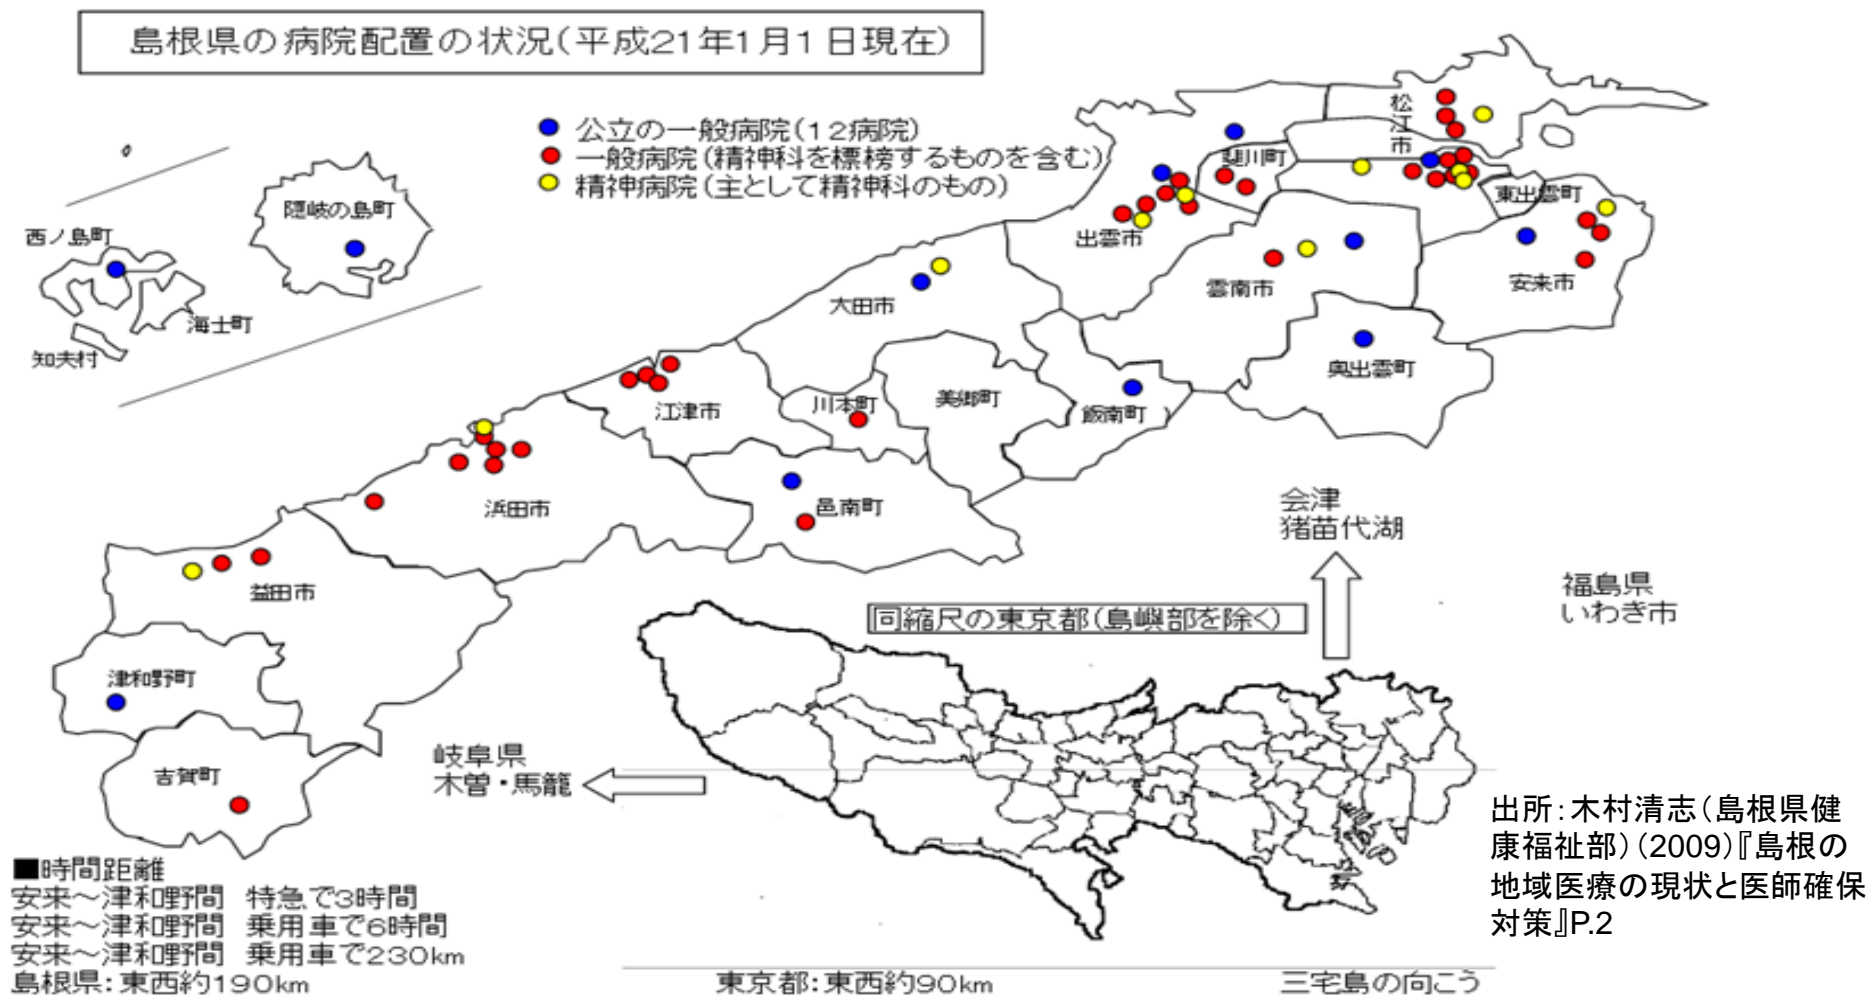 島根県の病院配置の状況(平成21年1月1日現在)
公立の一般病院(12病院)
一般病院(精神科を標榜するものを含む)
精神病院(主として精神科のもの)
松江市
斐川町
東出雲町
出雲市
安来市
雲南市
奥出雲町
飯南町
大田市
美郷町
川本町
江津市
邑南町
浜田市
益田市
津和野町
吉賀町
隠岐の島町
西ノ島町
海士町
知夫村
会津
猪苗代湖
福島県
いわき市
同縮尺の東京都(島嶼部を除く)
岐阜県
木曽・馬籠
■時間距離
安来~津和野間 特急で3時間
安来~津和野間 乗用車で6時間
安来~津和野間 乗用車で230km
島根県:東西約190km
東京都:東西約90km
三宅島の向こう
出所:木村清志(島根県健
康福祉部)(2009)『島根の
地域医療の現状と医師確保
対策』P.2